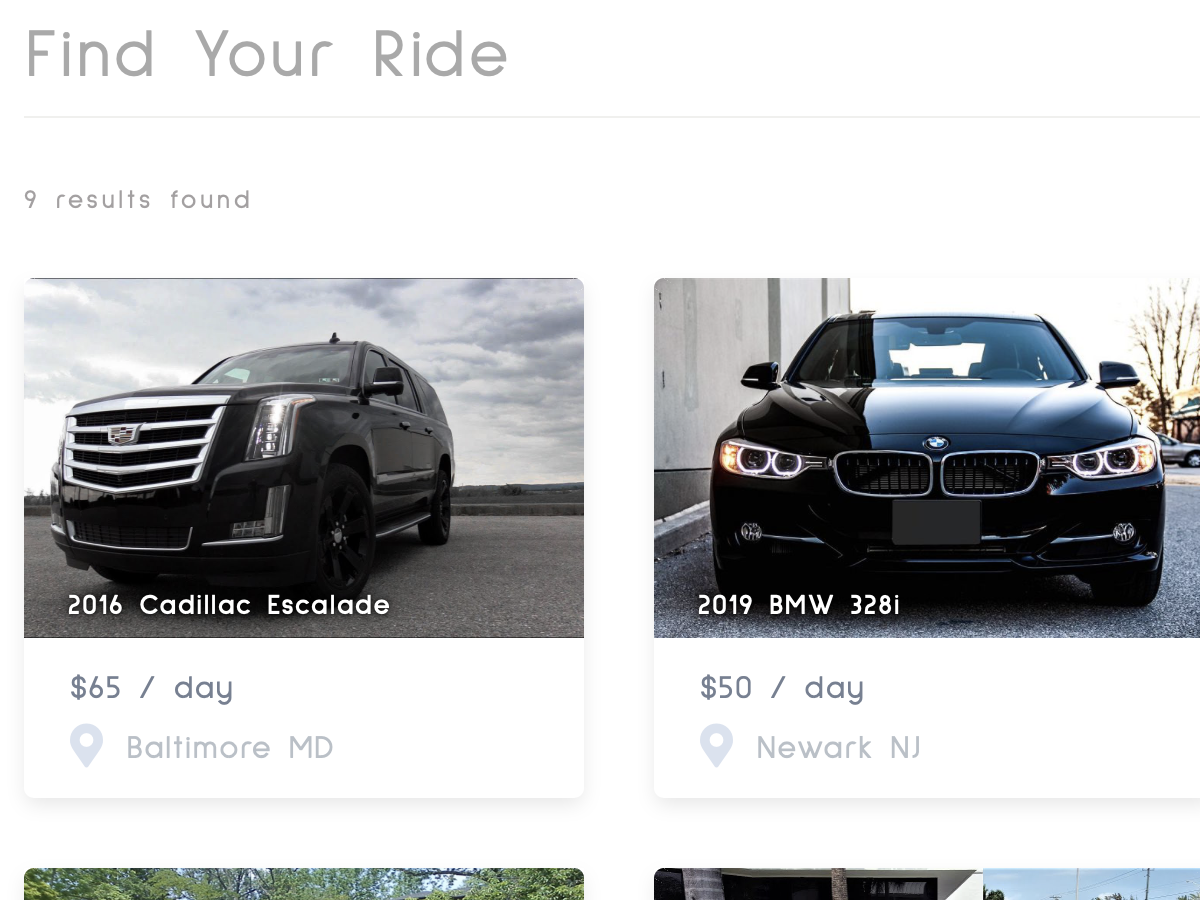 Find Your Ride
9 results found
2016 Cadillac Escalade
$65 / day
Baltimore MD
2019 BMW 328i
$50 / day
Newark NJ